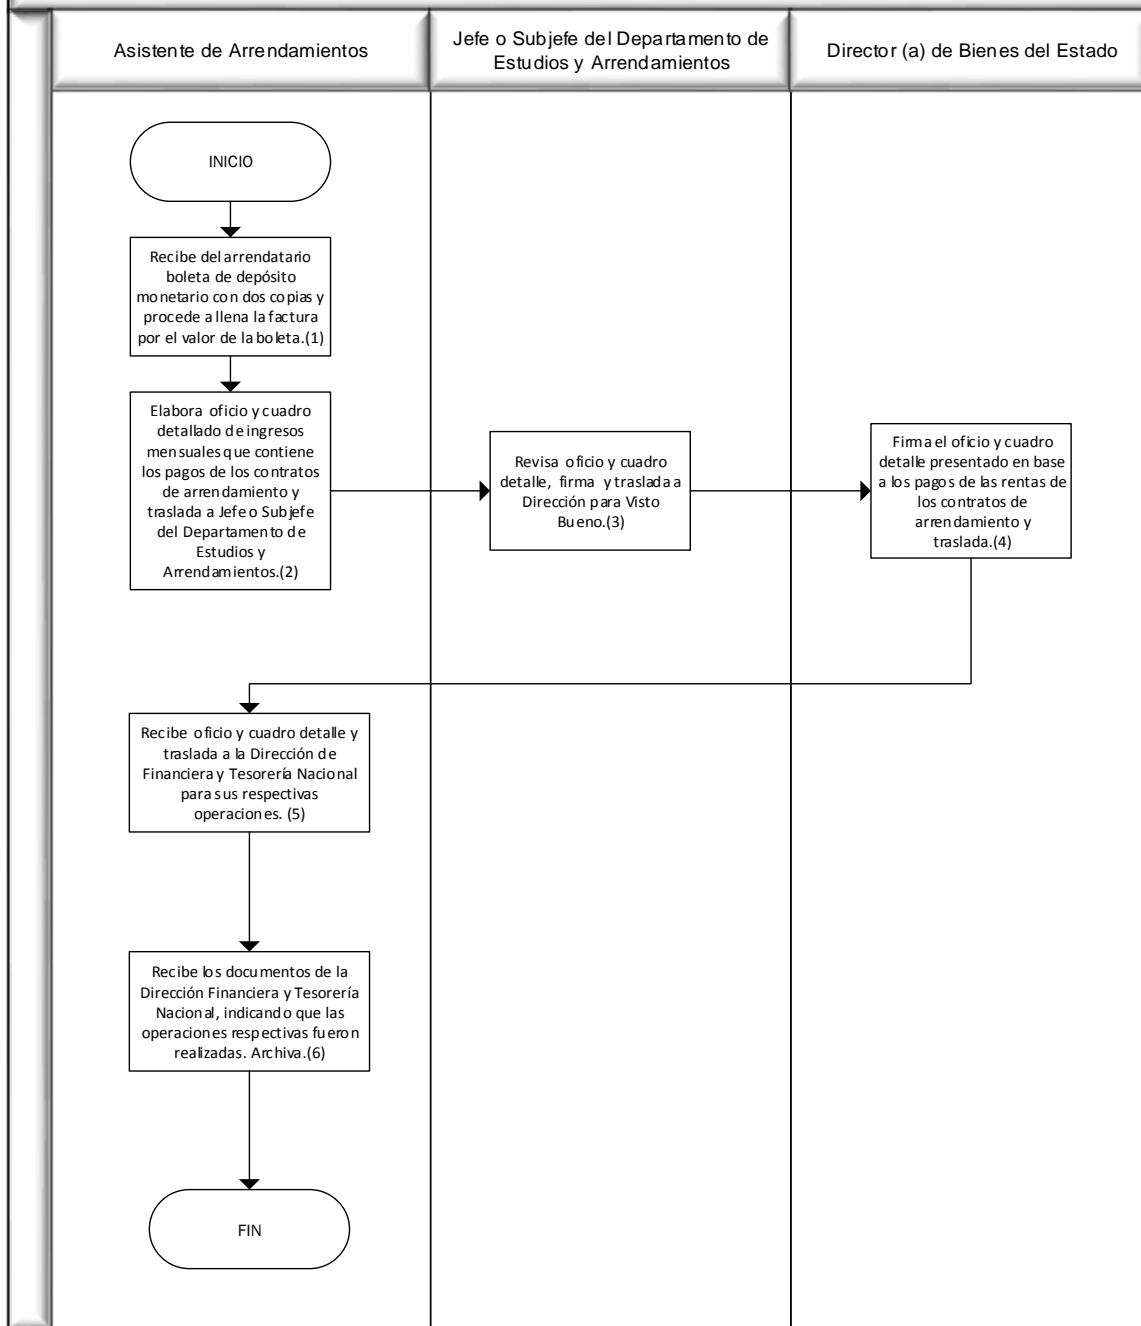 Asistente de Arrendamientos
Jefe o Subjefe del Departamento de
Estudios y Arrendamientos
Director (a) de Bienes del Estado
INICIO
Recibe del arrendatario
boleta de depósito
monetario con dos copias y
procede a llena la factura
por el valor de la boleta.(1)
Elabora oficio y cuadro
detallado de ingresos
mensuales que contiene
los pagos de los contratos
de arrendamiento y
traslada a Jefe o Subjefe
del Departamento de
Estudios y
Arrendamientos.(2)
Revisa oficio y cuadro
detalle, firma y traslada a
Dirección para Visto
Bueno.(3)
Firma el oficio y cuadro
detalle presentado en base
a los pagos de las rentas de
los contratos de
arrendamiento y
traslada.(4)
Recibe oficio y cuadro detalle y
traslada a la Dirección de
Financiera y Tesorería Nacional
para sus respectivas
operaciones. (5)
Recibe los documentos de la
Dirección Financiera y Tesorería
Nacional, indicando que las
operaciones respectivas fueron
realizadas. Archiva.(6)
FIN